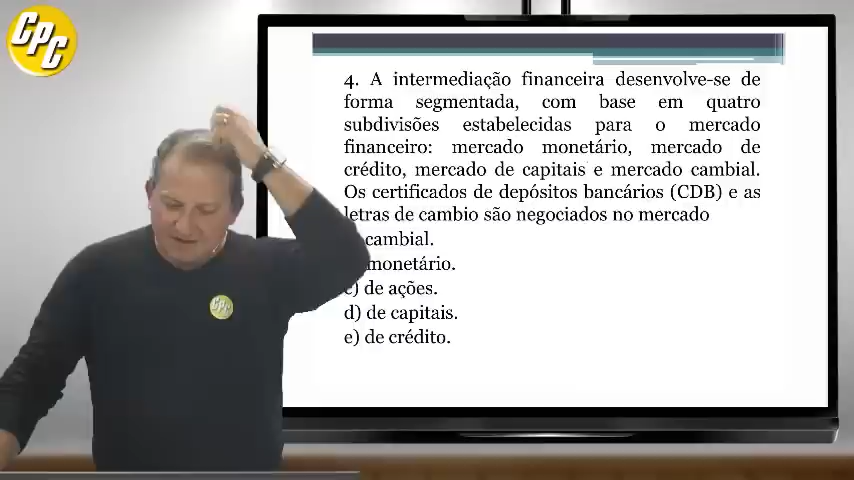 CPC
4. A intermediação financeira desenvolve-se de
forma segmentada, com base em quatro
subdivisões estabelecidas para o mercado
financeiro: mercado monetário, mercado de
crédito, mercado de capitais e mercado cambial.
Os certificados de depósitos bancários (CDB) e as
letras de cambio são negociados no mercado
cambial.
monetário.
c) de ações.
d) de capitais.
e) de crédito.
CPC